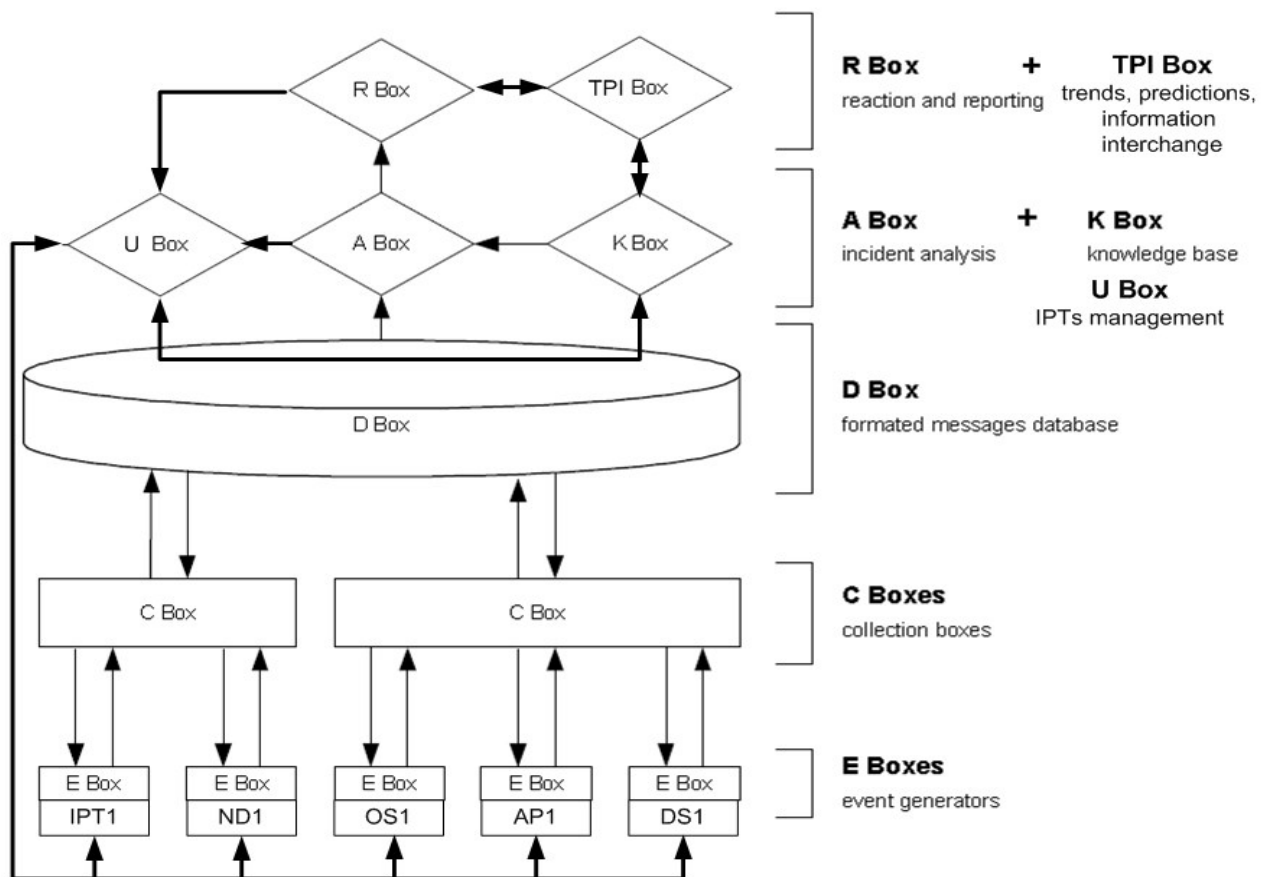 R Box
TPI Box
U Box
A Box
K Box
D Box
C Box
C Box
E Box
E Box
E Box
E Box
E Box
IPT1
ND1
OS1
AP1
DS1
R Box + TPI Box
reaction and reporting
trends, predictions,
information
interchange
A Box + K Box
incident analysis
knowledge base
U Box
IPTs management
D Box
formated messages database
C Boxes
collection boxes
E Boxes
event generators